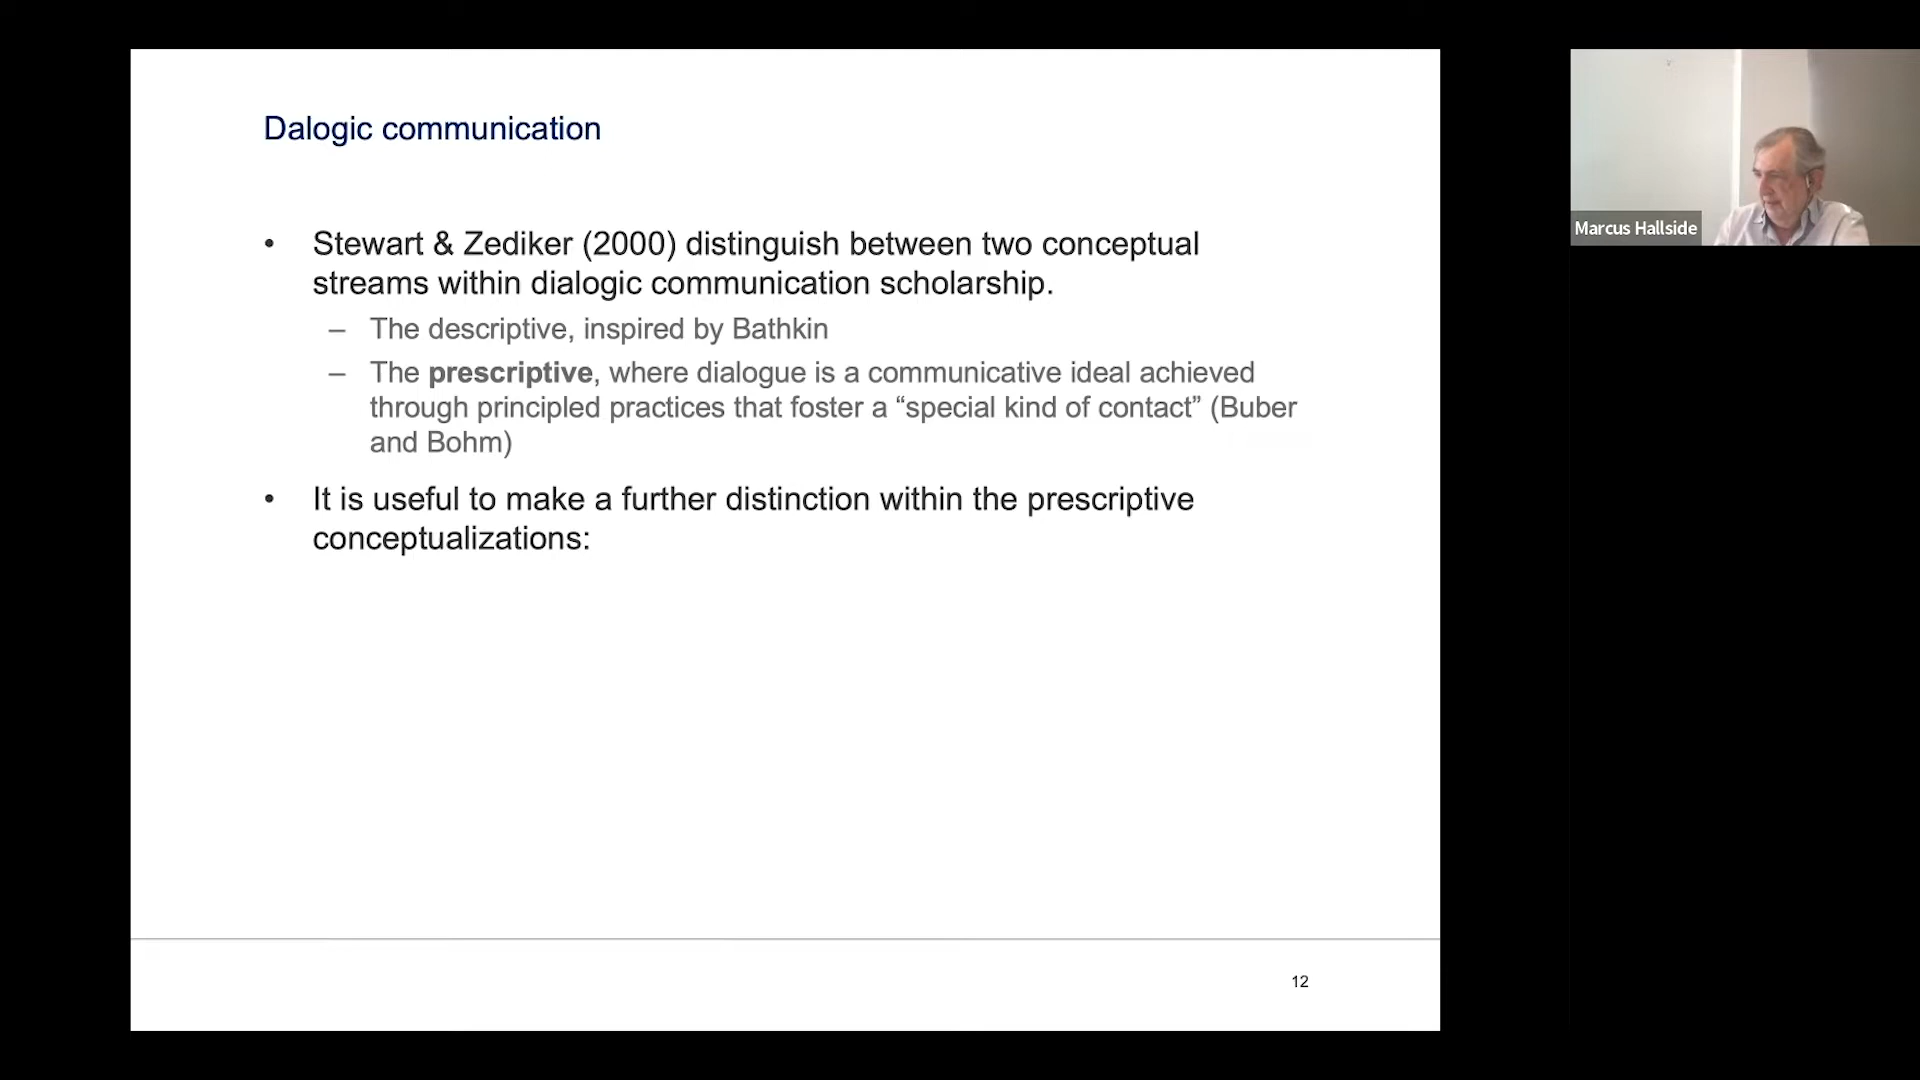 Dalogic communication
• Stewart & Zediker (2000) distinguish between two conceptual
streams within dialogic communication scholarship.
– The descriptive, inspired by Bathkin
– The prescriptive, where dialogue is a communicative ideal achieved
through principled practices that foster a “special kind of contact” (Buber
and Bohm)
• It is useful to make a further distinction within the prescriptive
conceptualizations:
12
Marcus Hallside